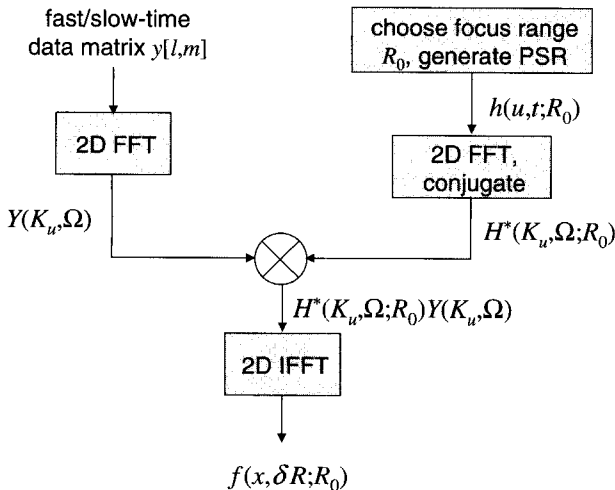 fast/slow-time
data matrix y[l,m]
choose focus range
R₀, generate PSR
h(u,t;R₀)
2D FFT
2D FFT,
conjugate
Y(Kᵤ,Ω)
H*(Kᵤ,Ω;R₀)
H*(Kᵤ,Ω;R₀)Y(Kᵤ,Ω)
2D IFFT
f(x,δR;R₀)